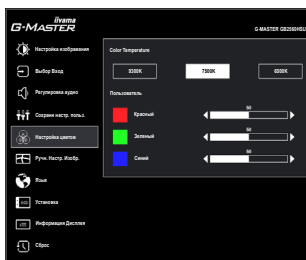 iiyama
G-MASTER
G-MASTER GB2560HSU
Настройка изображения
Выбор Вход
Регулировка аудио
Сохрани настр. польз.
Настройка цветов
Ручн. Настр. Изобр.
Язык
Установка
Информация Дисплея
Сброс
Color Temperature
9300K
7500K
6500K
Пользователь
Красный
50
Зеленый
50
Синий
50